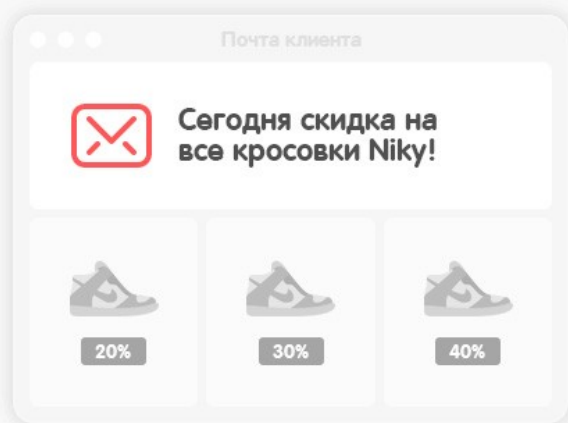 Почта клиента
Сегодня скидка на
все кросовки Niky!
20%
30%
40%